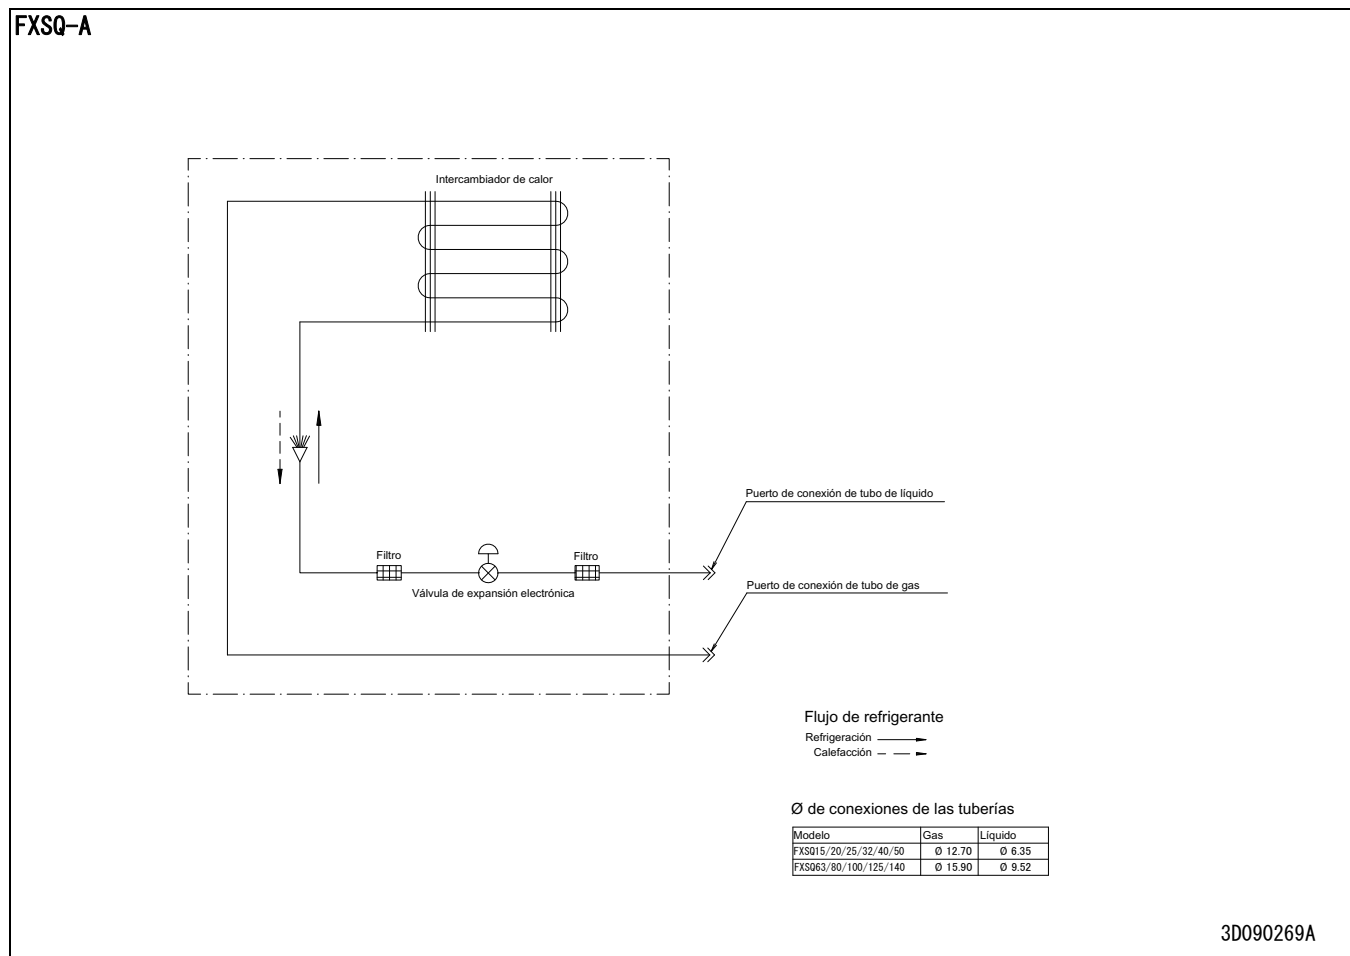 FXSQ-A
Intercambiador de calor
Puerto de conexión de tubo de líquido
Filtro
Filtro
Válvula de expansión electrónica
Puerto de conexión de tubo de gas
Flujo de refrigerante
Refrigeración
Calefacción
Ø de conexiones de las tuberías
Modelo Gas Líquido
FXSQ15/20/25/32/40/50 Ø 12.70 Ø 6.35
FXSQ63/80/100/125/140 Ø 15.90 Ø 9.52
3D090269A